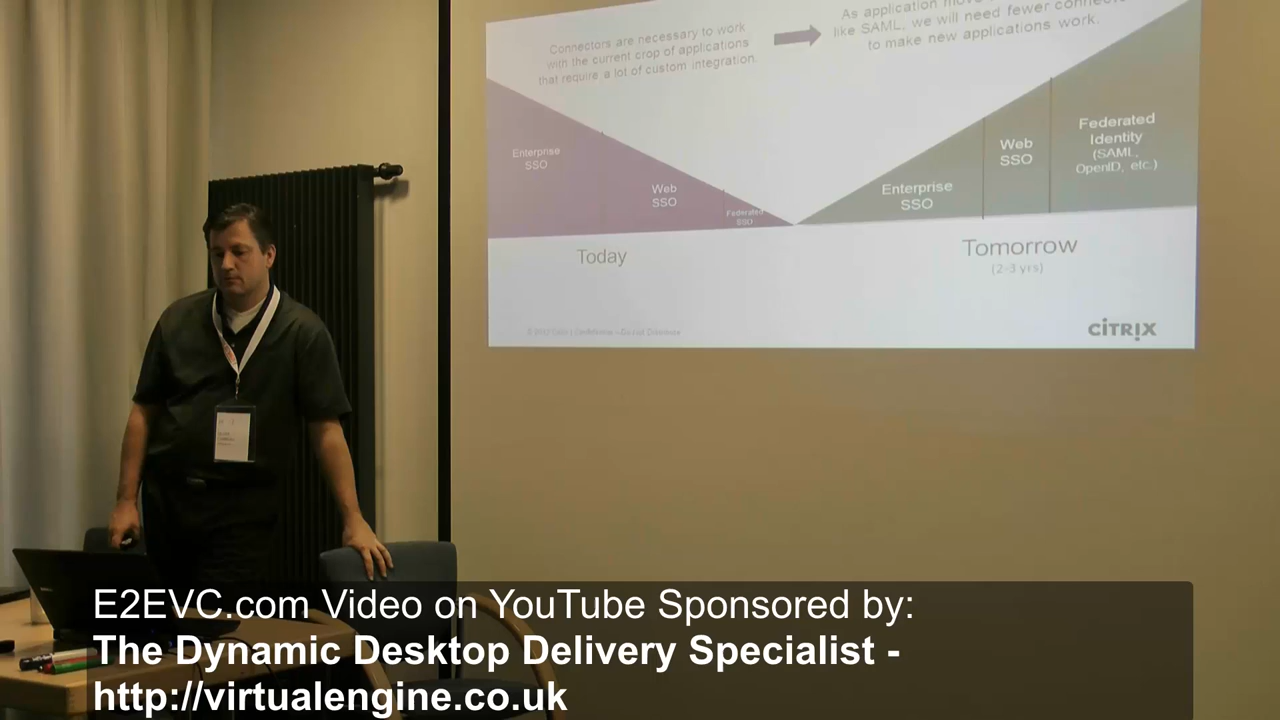 Connectors are necessary to work
with the current crop of applications
that require a lot of custom integration.
As application move
like SAML, we will need fewer
to make new applications work.
Enterprise
SSO
Web
SSO
Federated
SSO
Enterprise
SSO
Web
SSO
Federated
Identity
(SAML,
OpenID, etc.)
Today
Tomorrow
(2-3 yrs)
CITRIX
E2EVC.com Video on YouTube Sponsored by:
The Dynamic Desktop Delivery Specialist -
http://virtualengine.co.uk